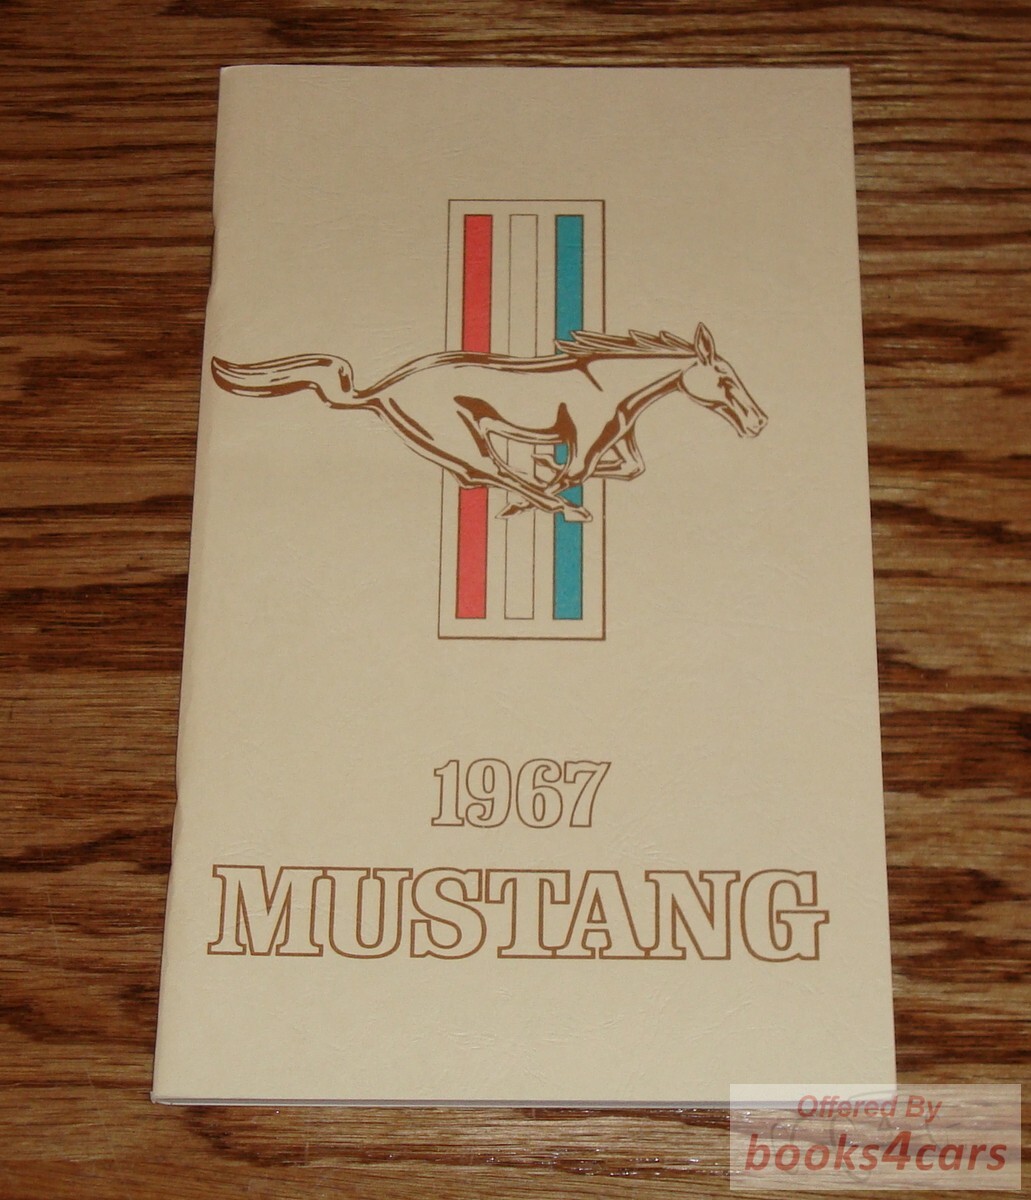 1967
MUSTANG
Offered By
books4cars